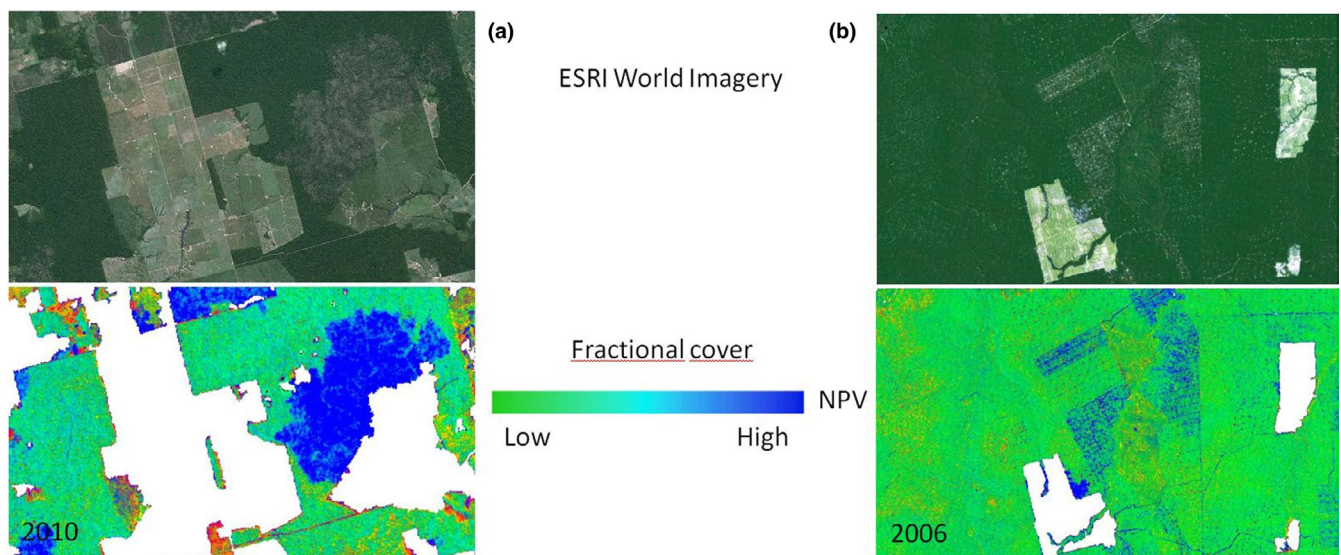 (a)
(b)
ESRI World Imagery
Fractional cover
NPV
Low
High
2010
2006